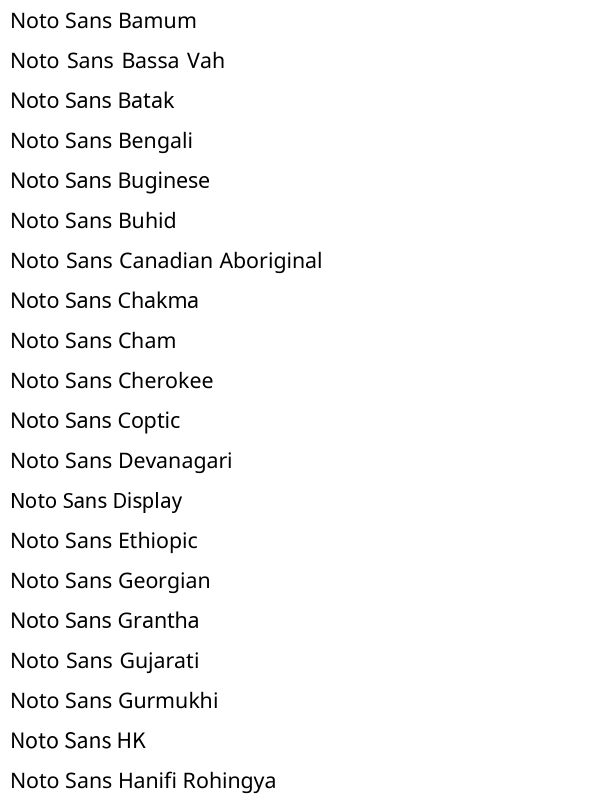 Noto Sans Bamum
Noto Sans Bassa Vah
Noto Sans Batak
Noto Sans Bengali
Noto Sans Buginese
Noto Sans Buhid
Noto Sans Canadian Aboriginal
Noto Sans Chakma
Noto Sans Cham
Noto Sans Cherokee
Noto Sans Coptic
Noto Sans Devanagari
Noto Sans Display
Noto Sans Ethiopic
Noto Sans Georgian
Noto Sans Grantha
Noto Sans Gujarati
Noto Sans Gurmukhi
Noto Sans HK
Noto Sans Hanifi Rohingya